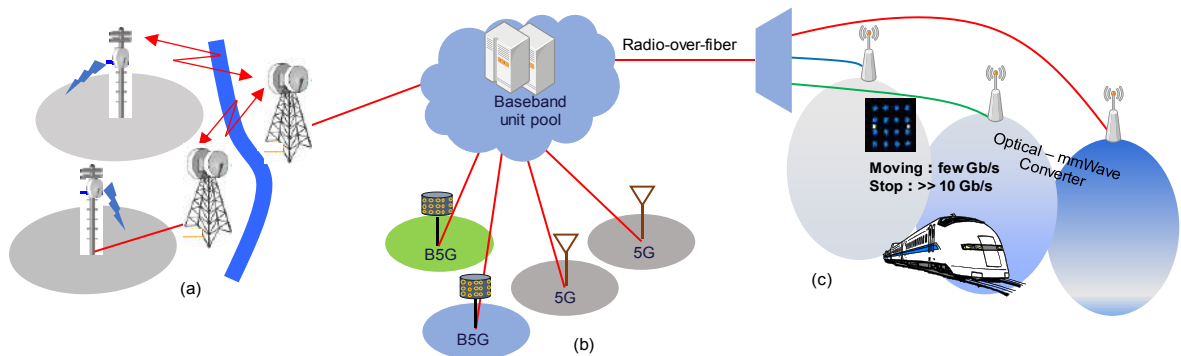 Radio-over-fiber
Baseband
unit pool
Optical – mmWave
Converter
Moving : few Gb/s
Stop : >> 10 Gb/s
B5G
5G
5G
B5G
(a)
(b)
(c)